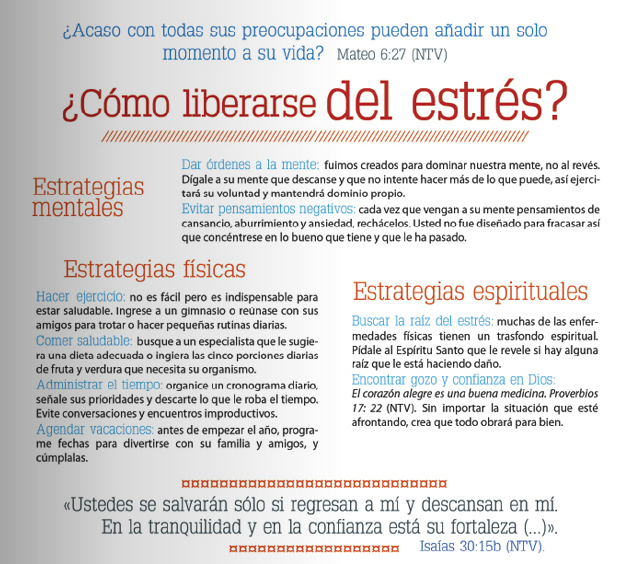 ¿Acaso con todas sus preocupaciones pueden añadir un solo
momento a su vida? Mateo 6:27 (NTV)
¿Cómo liberarse del estrés?
Estrategias
mentales
Dar órdenes a la mente: fuimos creados para dominar nuestra mente, no al revés.
Dígale a su mente que descanse y que no intente hacer más de lo que puede, así ejerci-
tará su voluntad y mantendrá dominio propio.
Evitar pensamientos negativos: cada vez que vengan a su mente pensamientos de
cansancio, aburrimiento y ansiedad, rechácelos. Usted no fue diseñado para fracasar así
que concéntrese en lo bueno que tiene y que le ha pasado.
Estrategias físicas
Hacer ejercicio: no es fácil pero es indispensable para
estar saludable. Ingrese a un gimnasio o reúnase con sus
amigos para trotar o hacer pequeñas rutinas diarias.
Comer saludable: busque a un especialista que le sugie-
ra una dieta adecuada o ingiera las cinco porciones diarias
de fruta y verdura que necesita su organismo.
Administrar el tiempo: organice un cronograma diario,
señale sus prioridades y descarte lo que le roba el tiempo.
Evite conversaciones y encuentros improductivos.
Agendar vacaciones: antes de empezar el año, progra-
me fechas para divertirse con su familia y amigos, y
cúmplalas.
Estrategias espirituales
Buscar la raíz del estrés: muchas de las enfer-
medades físicas tienen un trasfondo espiritual.
Pídale al Espíritu Santo que le revele si hay alguna
raíz que le está haciendo daño.
Encontrar gozo y confianza en Dios:
El corazón alegre es una buena medicina. Proverbios
17: 22 (NTV). Sin importar la situación que esté
afrontando, crea que todo obrará para bien.
«Ustedes se salvarán sólo si regresan a mí y descansan en mí.
En la tranquilidad y en la confianza está su fortaleza (...)».
Isaías 30:15b (NTV).